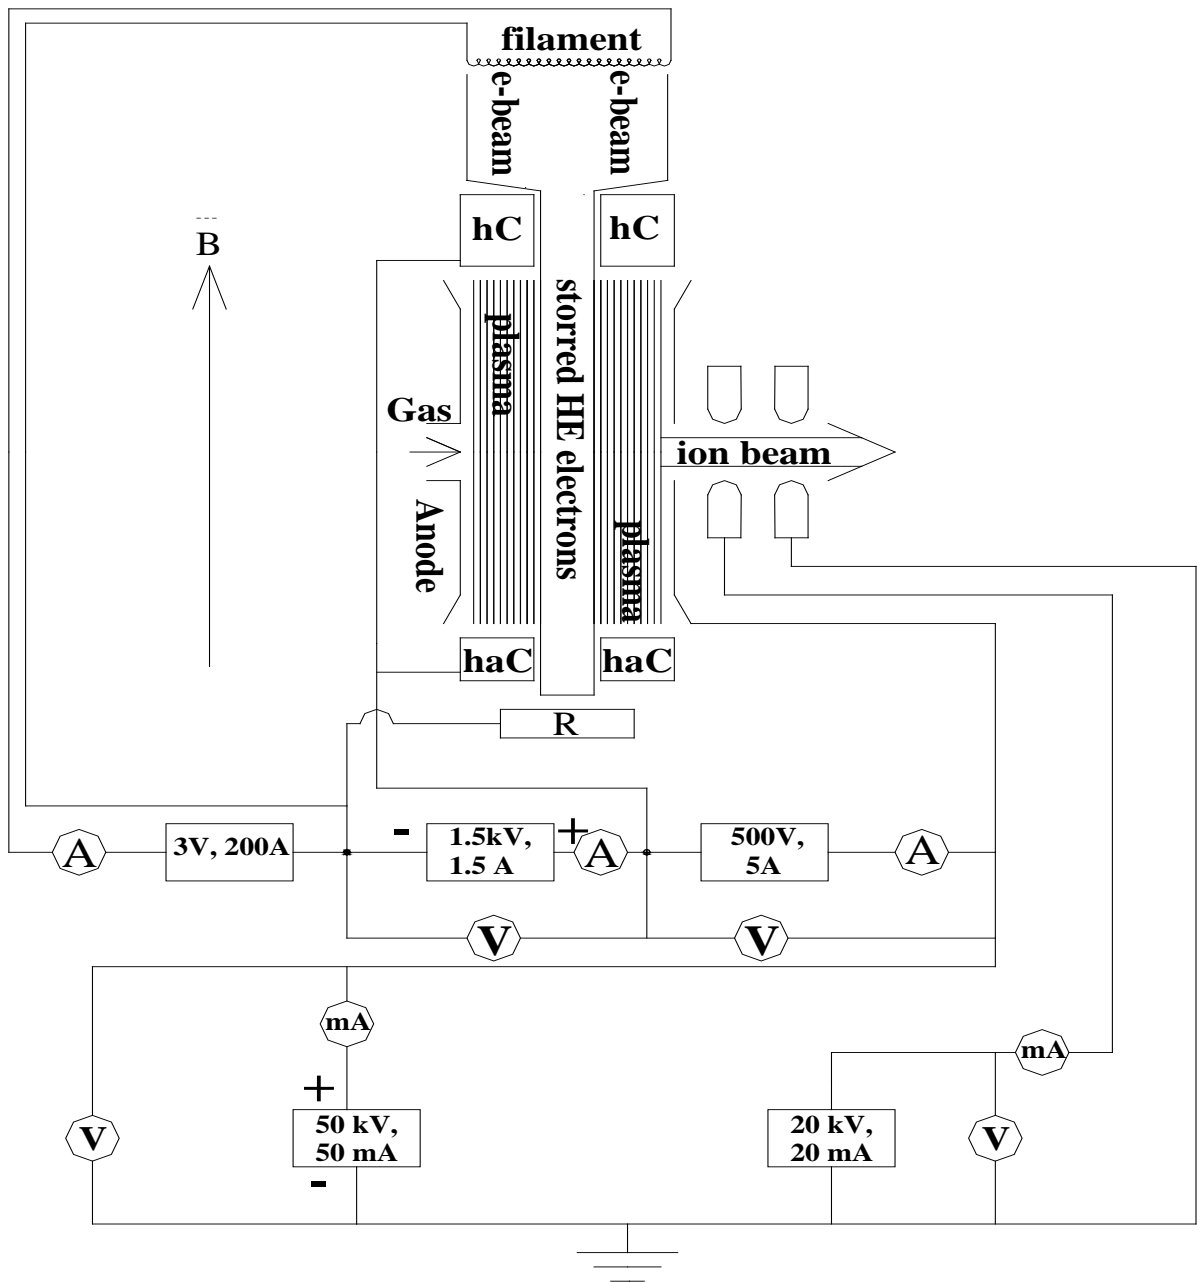 filament
e-beam
e-beam
hC
hC
B
plasma
storred HE electrons
Gas
ion beam
Anode
plasma
haC
haC
R
-
+
A
3V, 200A
1.5kV,
1.5 A
A
500V,
5A
A
V
V
mA
mA
+
V
50 kV,
50 mA
20 kV,
20 mA
V
-